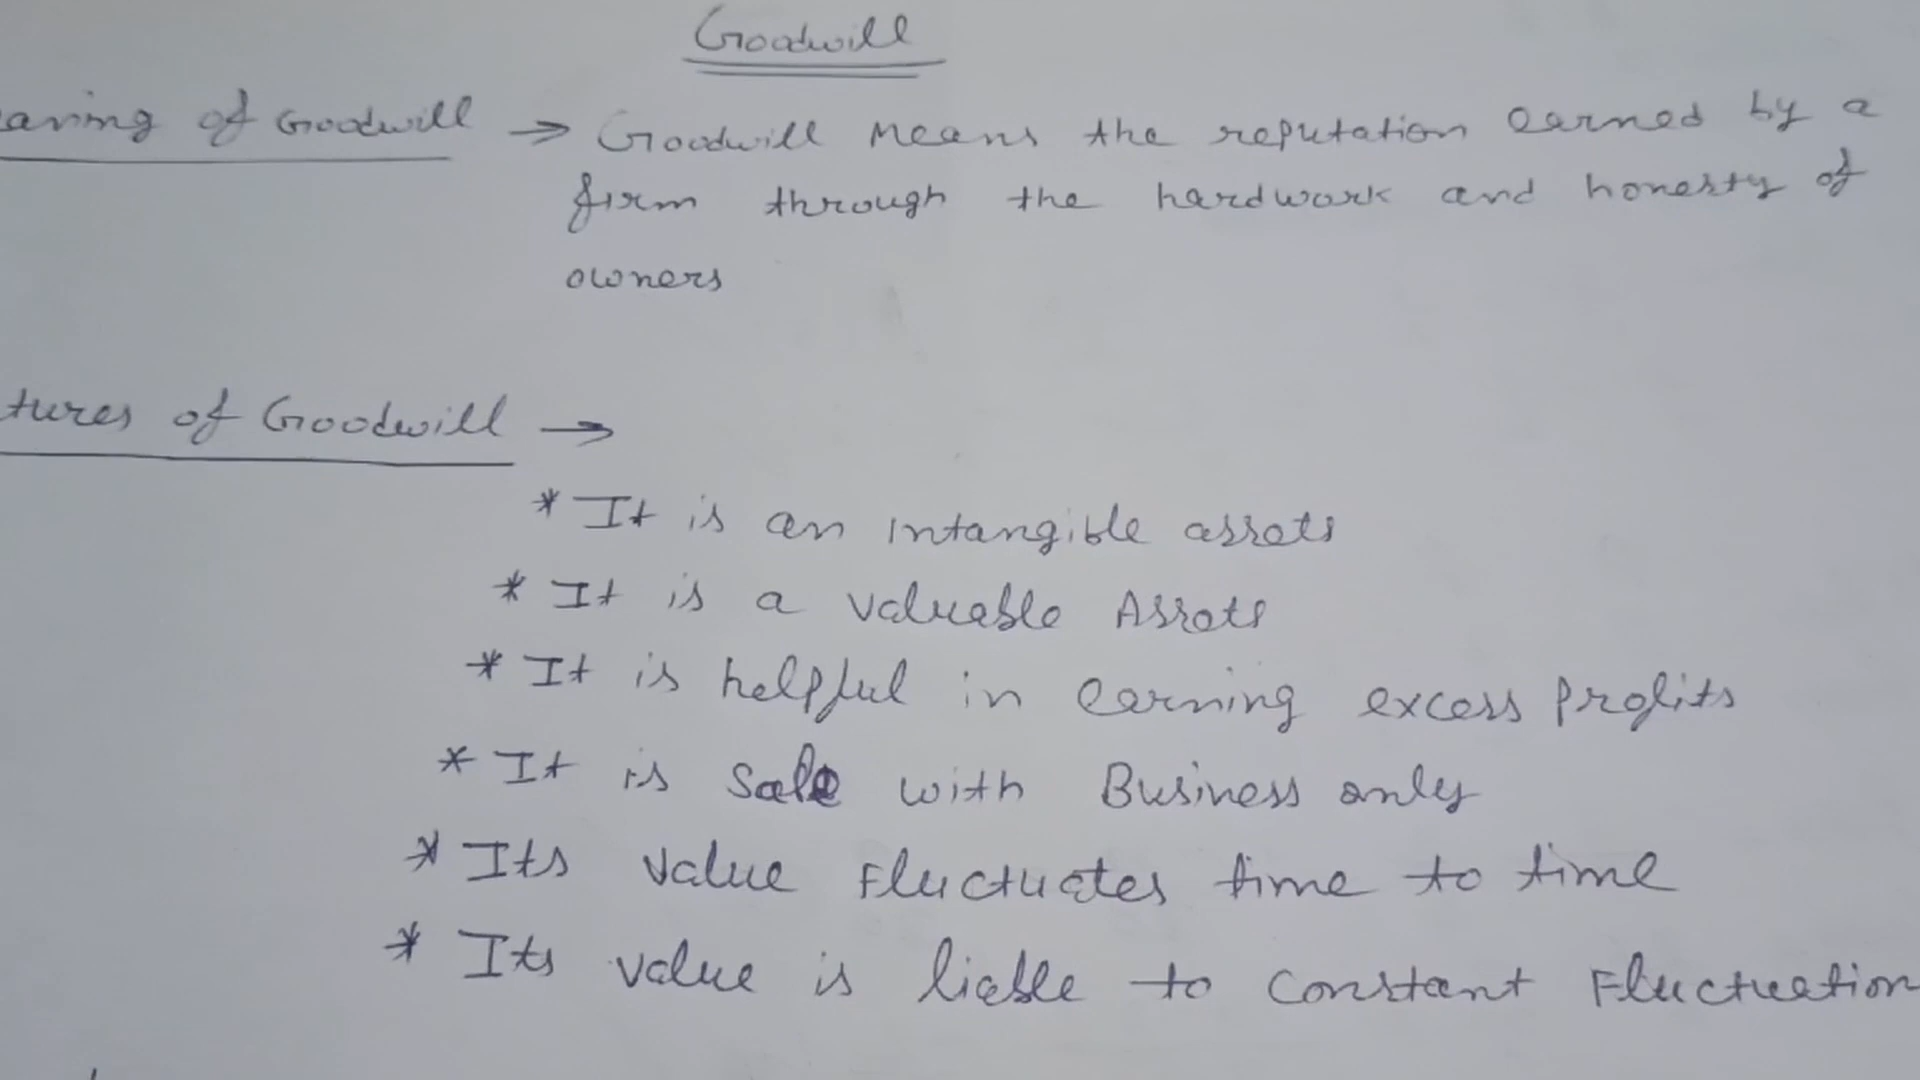 Goodwill
aning of Goodwill → Goodwill Means the reputation earned by a
firm through the hardwork and honesty of
owners
tures of Goodwill →
* It is an intangible assets
* It is a valuable Assets
* It is helpful in earning excess Profits
* It is Sale with Business only
* Its value Fluctuates time to time
* Its value is liable to constant Fluctuation